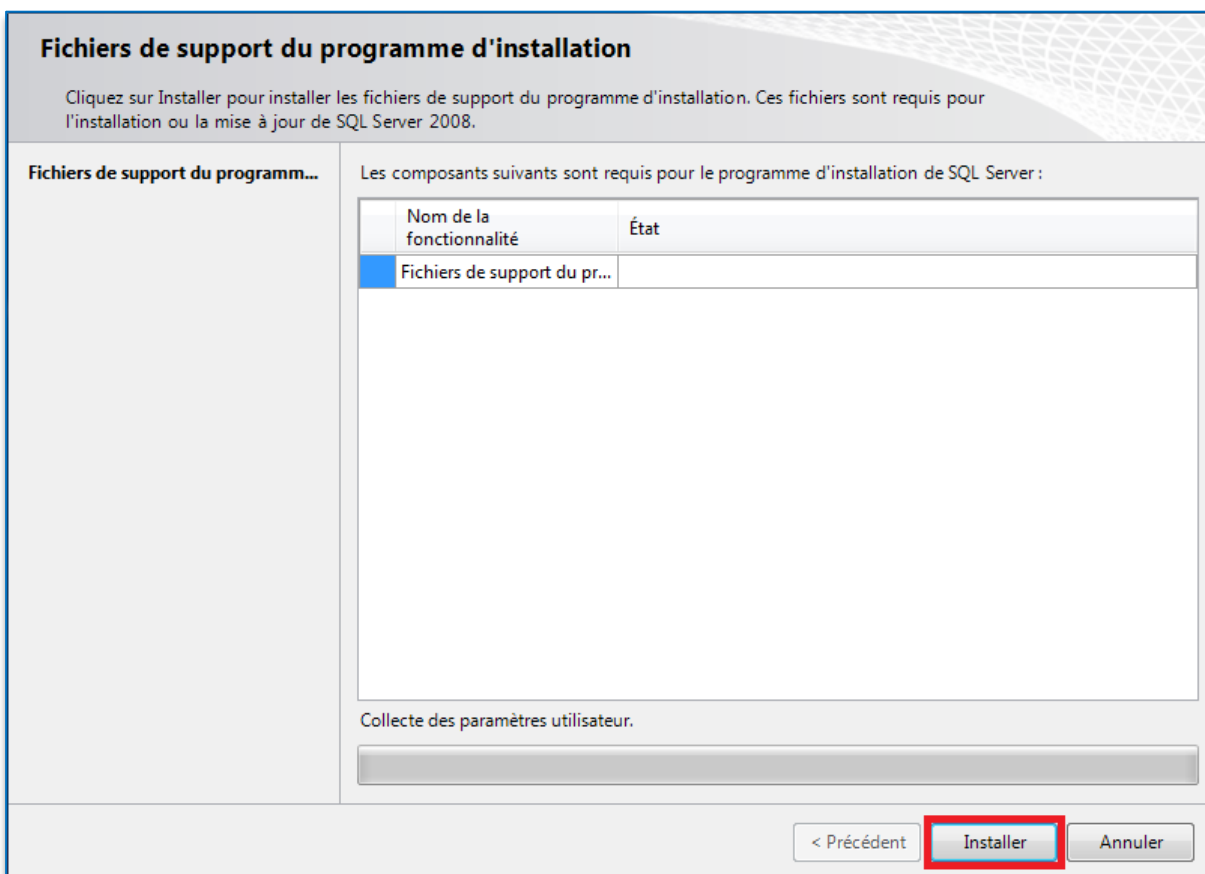 Fichiers de support du programme d'installation
Cliquez sur Installer pour installer les fichiers de support du programme d'installation. Ces fichiers sont requis pour
l'installation ou la mise à jour de SQL Server 2008.
Fichiers de support du programm...
Les composants suivants sont requis pour le programme d'installation de SQL Server :
Nom de la
fonctionnalité
État
Fichiers de support du pr...
Collecte des paramètres utilisateur.
< Précédent
Installer
Annuler